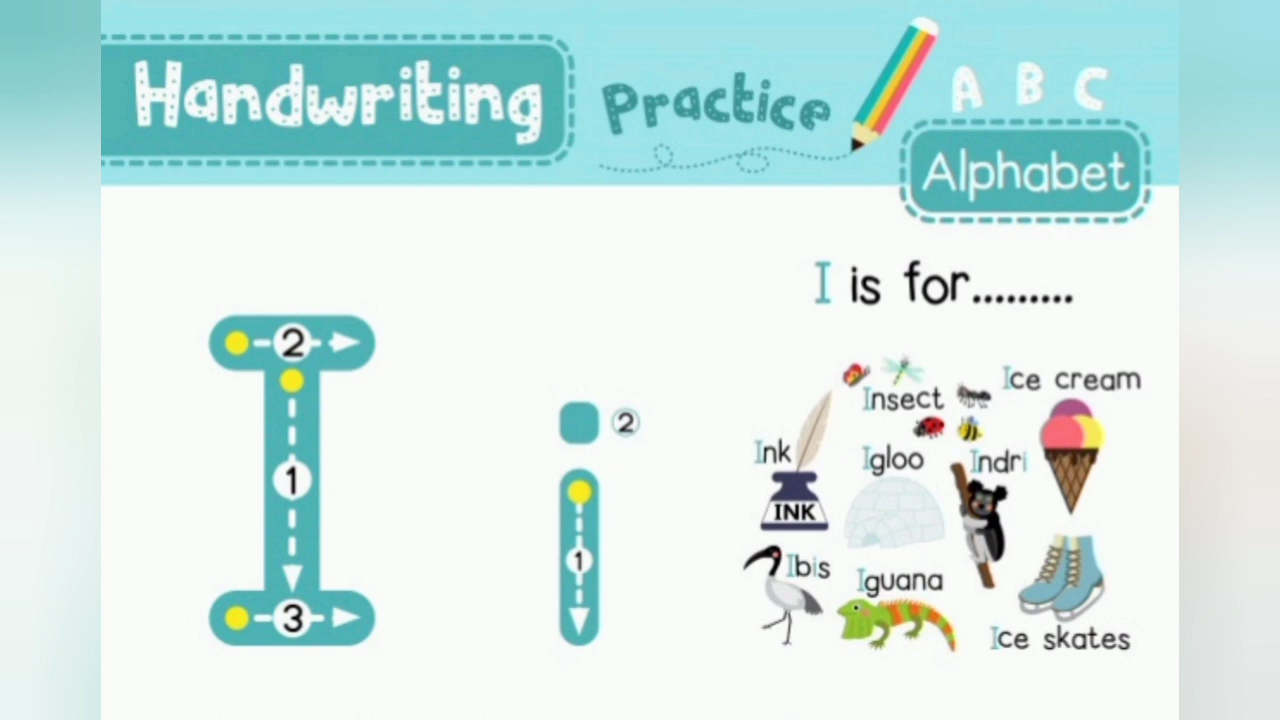 Handwriting Practice
A B C
Alphabet
I is for.........
2
1
3
2
1
Insect
Ice cream
Ink
INK
Igloo
Indri
Ibis
Iguana
Ice skates